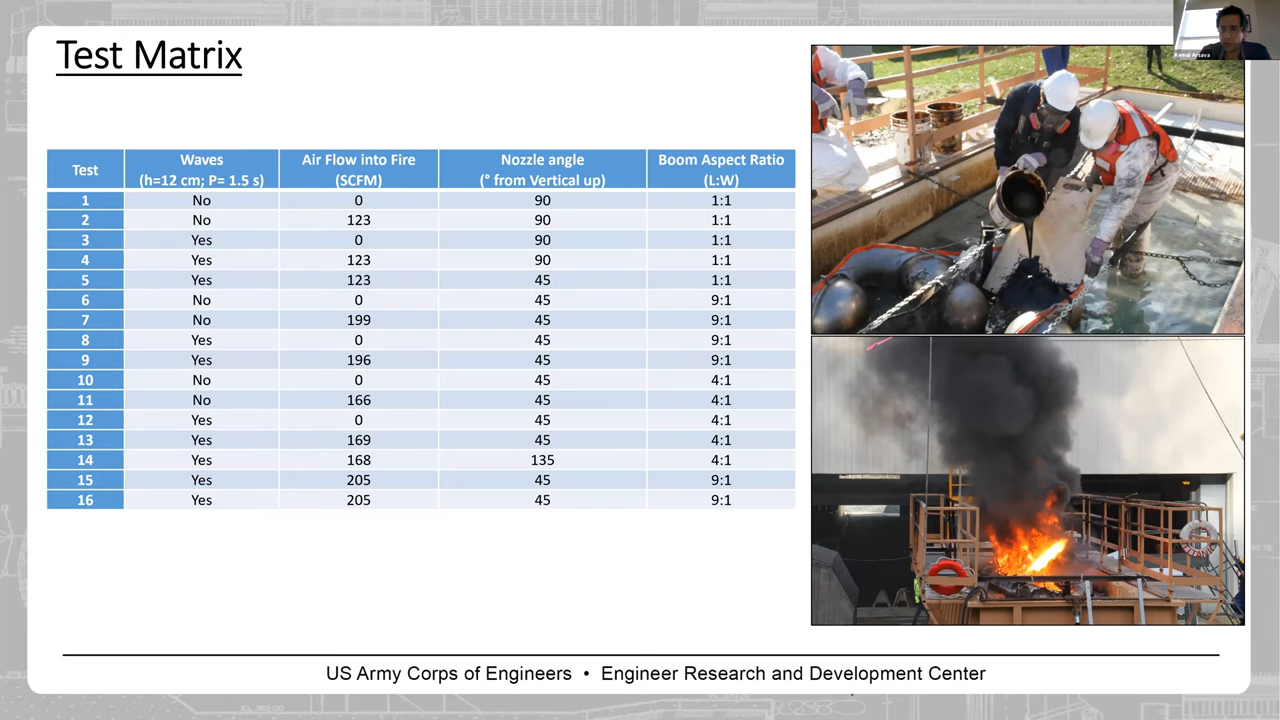 Test Matrix
Kemal Arsava
Test Waves (h=12 cm; P= 1.5 s) Air Flow into Fire (SCFM) Nozzle angle (° from Vertical up) Boom Aspect Ratio (L:W)
1 No 0 90 1:1
2 No 123 90 1:1
3 Yes 0 90 1:1
4 Yes 123 90 1:1
5 Yes 123 45 1:1
6 No 0 45 9:1
7 No 199 45 9:1
8 Yes 0 45 9:1
9 Yes 196 45 9:1
10 No 0 45 4:1
11 No 166 45 4:1
12 Yes 0 45 4:1
13 Yes 169 45 4:1
14 Yes 168 135 4:1
15 Yes 205 45 9:1
16 Yes 205 45 9:1
US Army Corps of Engineers • Engineer Research and Development Center